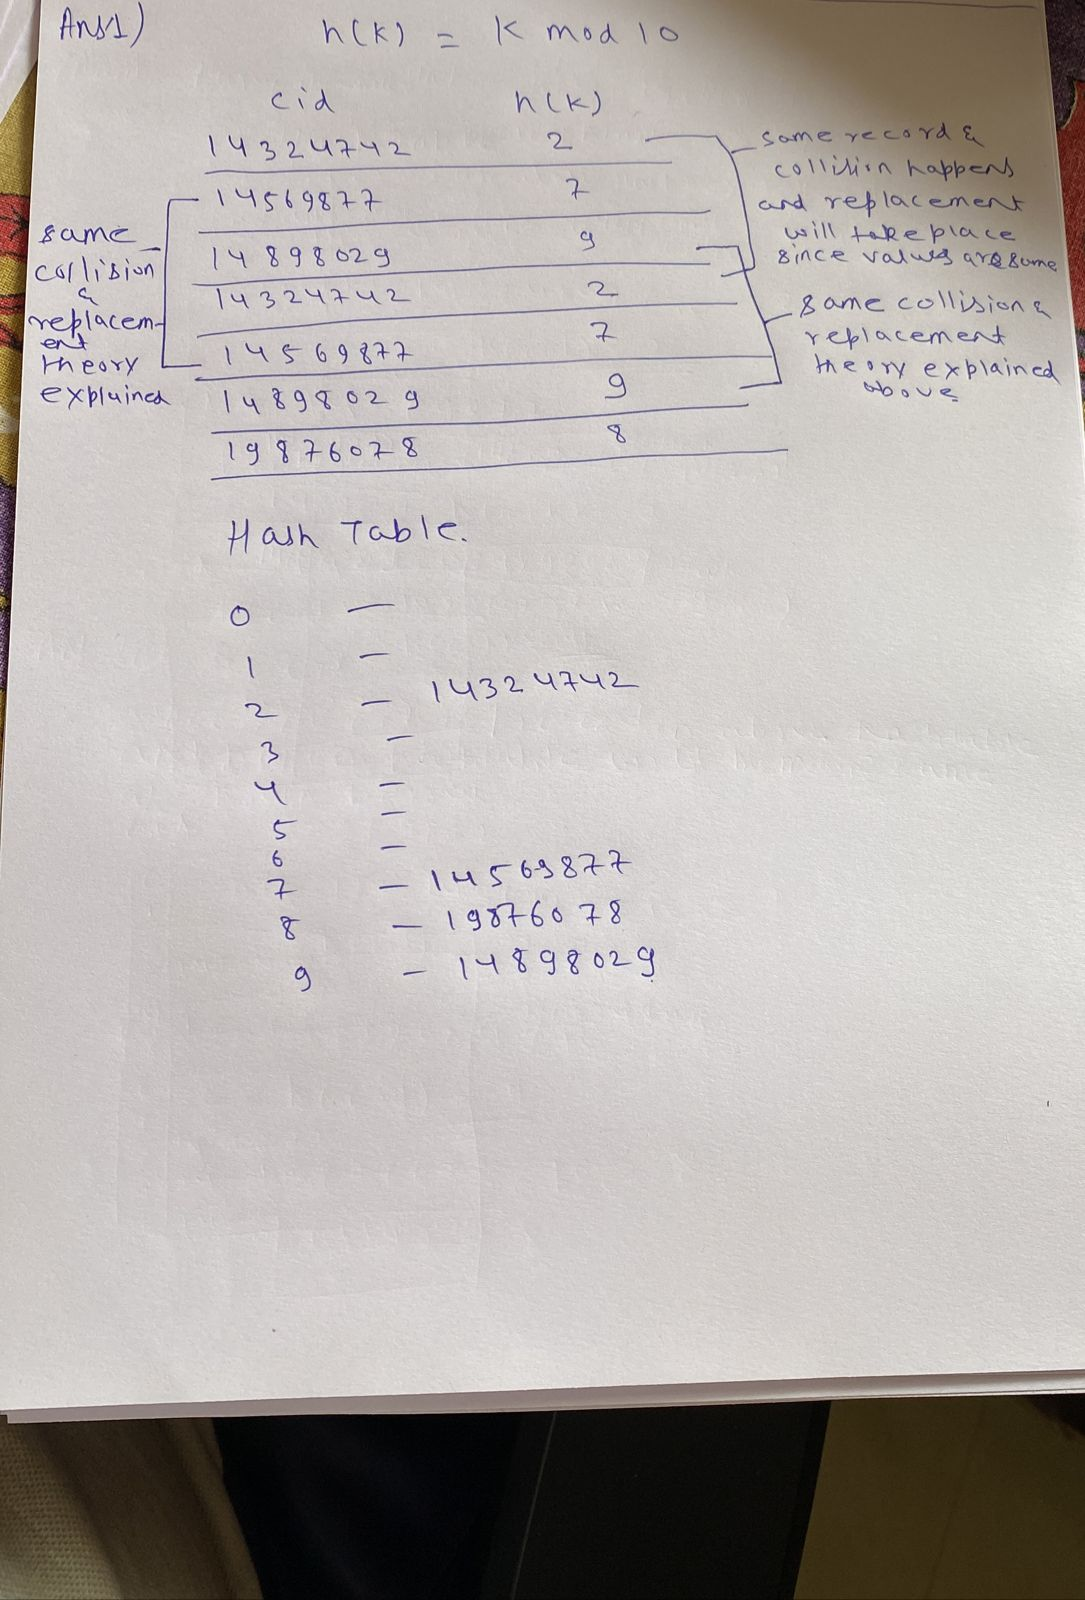 Ans1)
h(k) = K mod 10
cid h(k)
14324742 2
14569877 7
14898029 9
14324742 2
14569877 7
14898029 9
19876078 8
same record &
collision happens
and replacement
will take place
since values are same
same collision &
replacement
theory explained
above
same
collision
&
replacem-
ent
theory
explained
Hash Table.
0 —
1 —
2 — 14324742
3 —
4 —
5 —
6 —
7 — 14569877
8 — 19876078
9 — 14898029